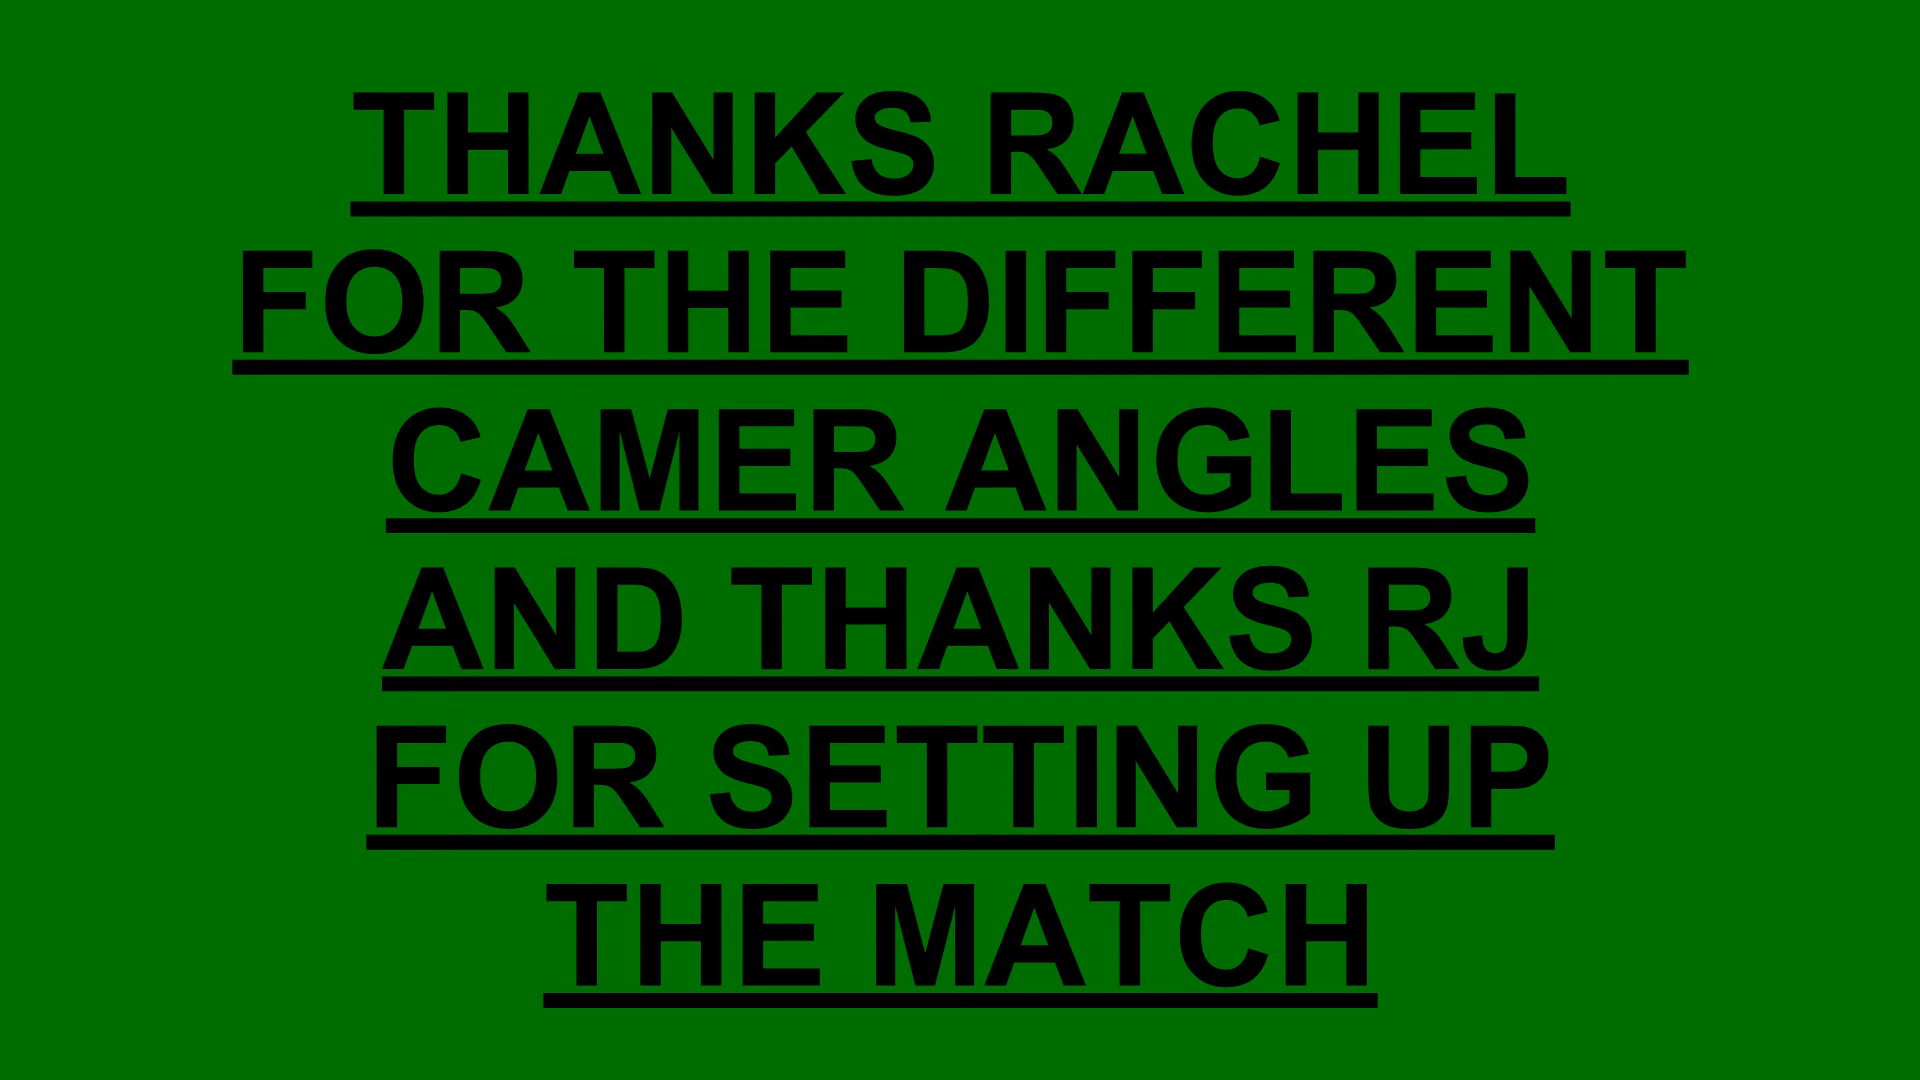 THANKS RACHEL
FOR THE DIFFERENT
CAMER ANGLES
AND THANKS RJ
FOR SETTING UP
THE MATCH